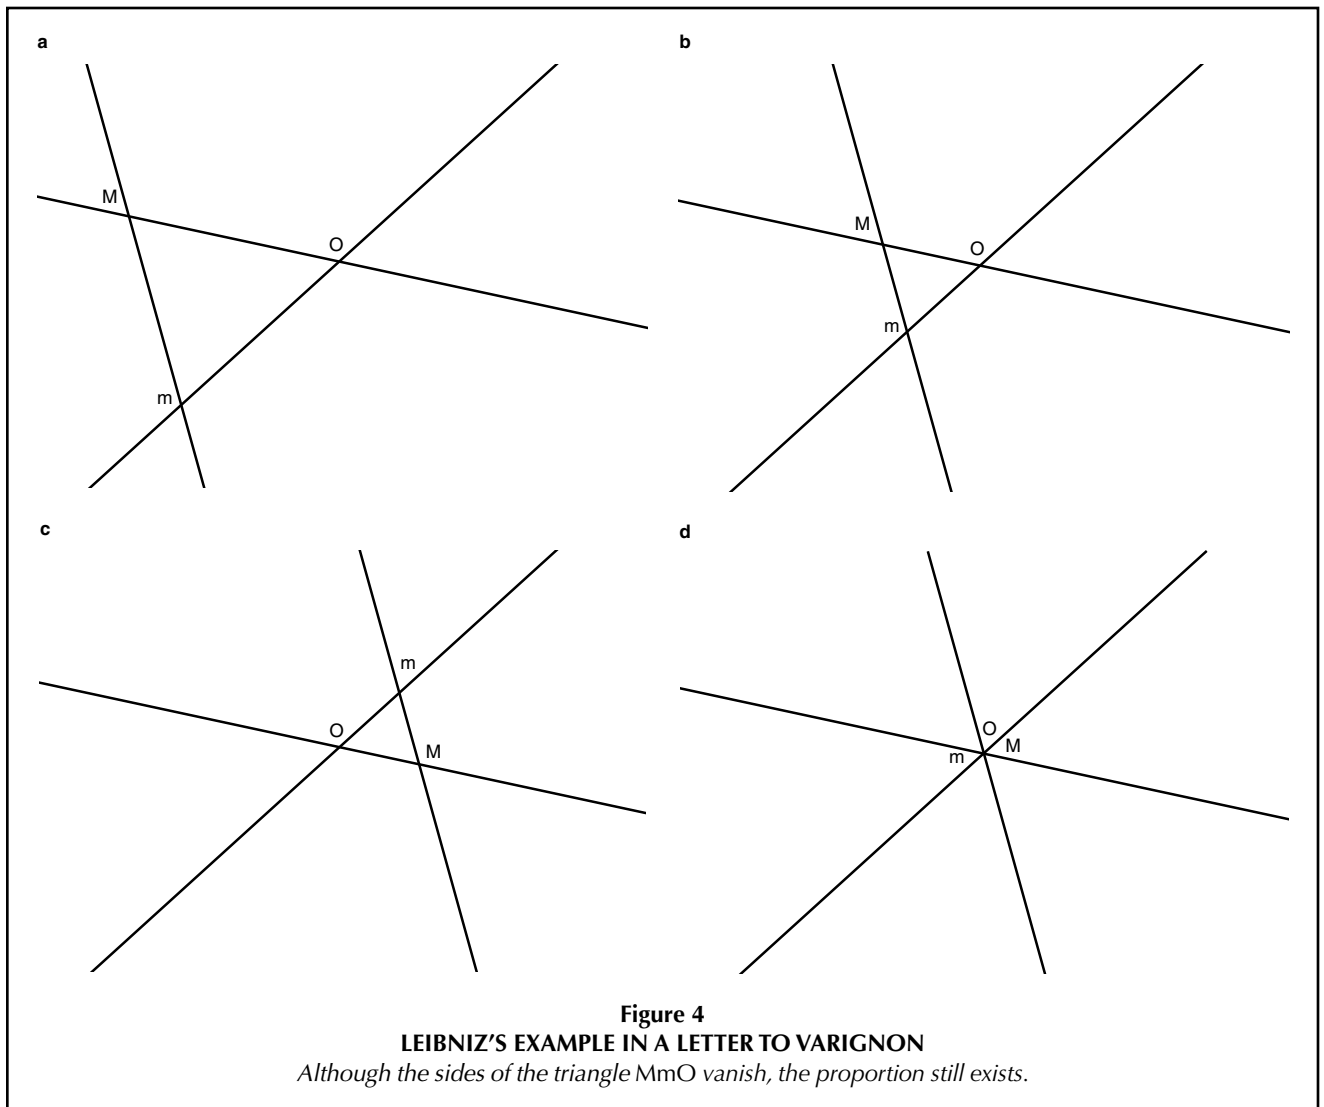 a
b
M
O
m
M
O
m
c
d
m
O
M
O
M
m
Figure 4
LEIBNIZ’S EXAMPLE IN A LETTER TO VARIGNON
Although the sides of the triangle MmO vanish, the proportion still exists.